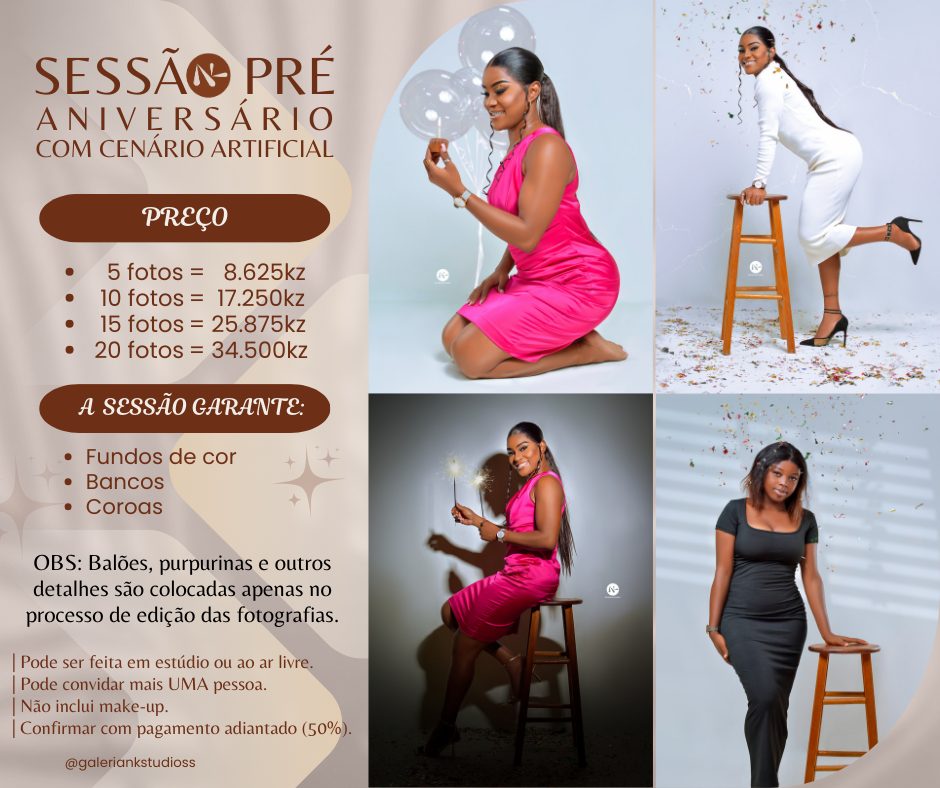 SESSÃO PRÉ
ANIVERSÁRIO
COM CENÁRIO ARTIFICIAL
PREÇO
• 5 fotos = 8.625kz
• 10 fotos = 17.250kz
• 15 fotos = 25.875kz
• 20 fotos = 34.500kz
A SESSÃO GARANTE:
• Fundos de cor
• Bancos
• Coroas
OBS: Balões, purpurinas e outros
detalhes são colocadas apenas no
processo de edição das fotografias.
| Pode ser feita em estúdio ou ao ar livre.
| Pode convidar mais UMA pessoa.
| Não inclui make-up.
| Confirmar com pagamento adiantado (50%).
@galeriankstudioss